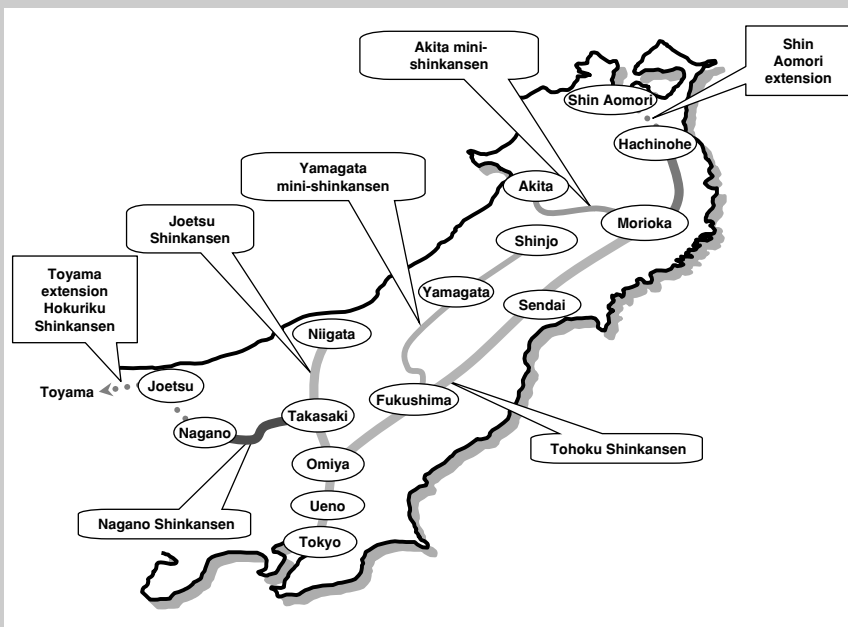 Akita mini-
shinkansen
Shin
Aomori
extension
Shin Aomori
Hachinohe
Yamagata
mini-shinkansen
Akita
Morioka
Joetsu
Shinkansen
Shinjo
Toyama
extension
Hokuriku
Shinkansen
Yamagata
Sendai
Niigata
Toyama
Joetsu
Fukushima
Takasaki
Nagano
Tohoku Shinkansen
Omiya
Ueno
Nagano Shinkansen
Tokyo